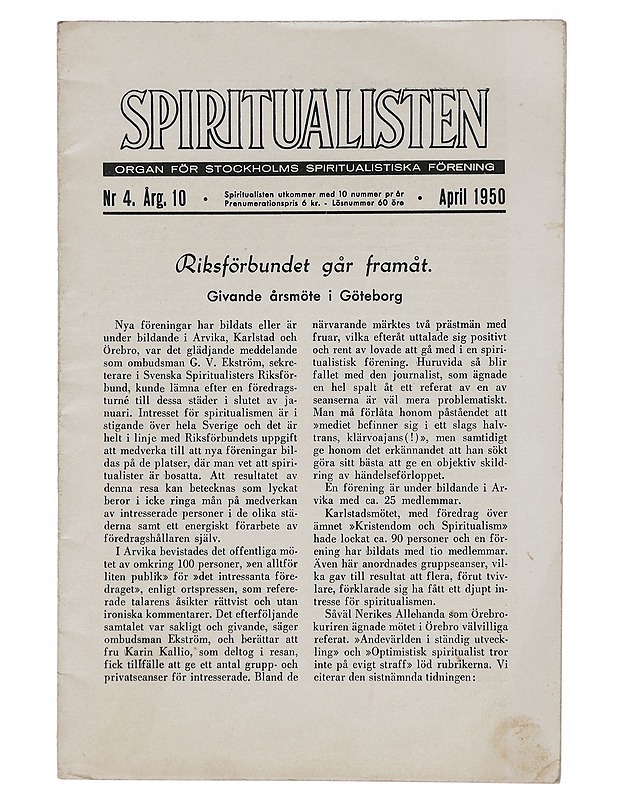 SPIRITUALISTEN
ORGAN FÖR STOCKHOLMS SPIRITUALISTISKA FÖRENING
Nr 4. Årg. 10 • Spiritualisten utkommer med 10 nummer pr år • April 1950
Prenumerationspris 6 kr. - Lösnummer 60 öre
Riksförbundet går framåt.
Givande årsmöte i Göteborg
Nya föreningar har bildats eller är
under bildande i Arvika, Karlstad och
Örebro, var det glädjande meddelande
som ombudsman G. V. Ekström, sekre-
terare i Svenska Spiritualisters Riksför-
bund, kunde lämna efter en föredrags-
turné till dessa städer i slutet av ja-
nuari. Intresset för spiritualismen är i
stigande över hela Sverige och det är
helt i linje med Riksförbundets uppgift
att medverka till att nya föreningar bil-
das på de platser, där man vet att spiri-
tualister är bosatta. Att resultatet av
denna resa kan betecknas som lyckat
beror i icke ringa mån på medverkan
av intresserade personer i de olika stä-
derna samt ett energiskt förarbete av
föredragshållaren själv.
I Arvika bevistades det offentliga mö-
tet av omkring 100 personer, »en alltför
liten publik» för »det intressanta före-
draget», enligt ortspressen, som refere-
rade talarens åsikter rättvist och utan
ironiska kommentarer. Det efterföljande
samtalet var sakligt och givande, säger
ombudsman Ekström, och berättar att
fru Karin Kallio, som deltog i resan,
fick tillfälle att ge ett antal grupp- och
privatseanser för intresserade. Bland de
närvarande märktes två prästmän med
fruar, vilka efteråt uttalade sig positivt
och rent av lovade att gå med i en spiri-
tualistisk förening. Huruvida så blir
fallet med den journalist, som ägnade
en hel spalt åt ett referat av en av
seanserna är väl mera problematiskt.
Man må förlåta honom påståendet att
»mediet befinner sig i ett slags halv-
trans, klärvoajans(!)», men samtidigt
ge honom det erkännandet att han sökt
göra sitt bästa att ge en objektiv skild-
ring av händelseförloppet.
En förening är under bildande i Ar-
vika med ca. 25 medlemmar.
Karlstadsmötet, med föredrag över
ämnet »Kristendom och Spiritualism»
hade lockat ca. 90 personer och en för-
ening har bildats med tio medlemmar.
Även här anordnades gruppseanser, vil-
ka gav till resultat att flera, förut tviv-
lare, förklarade sig ha fått ett djupt in-
tresse för spiritualismen.
Såväl Nerikes Allehanda som Örebro-
kuriren ägnade mötet i Örebro välvilliga
referat. »Andevärlden i ständig utveck-
ling» och »Optimistisk spiritualist tror
inte på evigt straff» löd rubrikerna. Vi
citerar den sistnämnda tidningen: